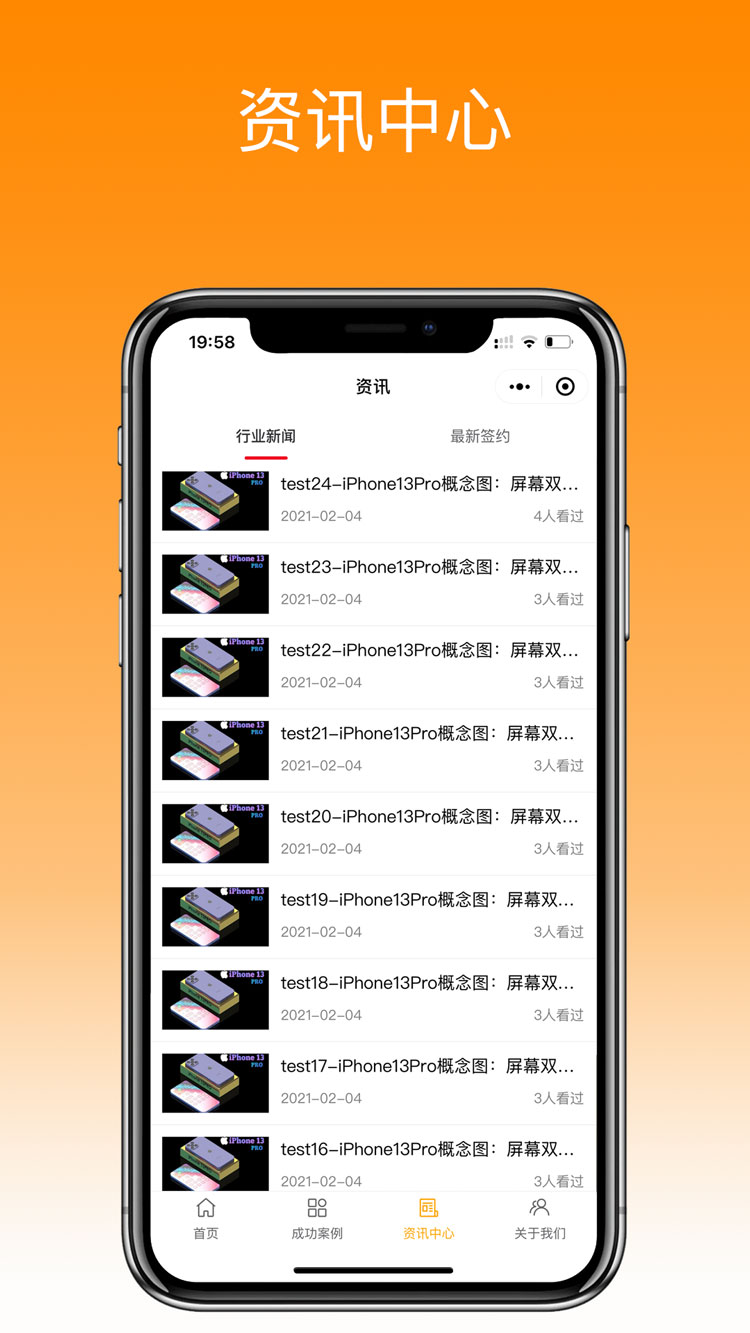 资讯中心
19:58
资讯
行业新闻
最新签约
iPhone 13
PRO
test24-iPhone13Pro概念图：屏幕双...
2021-02-04
4人看过
iPhone 13
PRO
test23-iPhone13Pro概念图：屏幕双...
2021-02-04
3人看过
iPhone 13
PRO
test22-iPhone13Pro概念图：屏幕双...
2021-02-04
3人看过
iPhone 13
PRO
test21-iPhone13Pro概念图：屏幕双...
2021-02-04
3人看过
iPhone 13
PRO
test20-iPhone13Pro概念图：屏幕双...
2021-02-04
3人看过
iPhone 13
PRO
test19-iPhone13Pro概念图：屏幕双...
2021-02-04
3人看过
iPhone 13
PRO
test18-iPhone13Pro概念图：屏幕双...
2021-02-04
3人看过
iPhone 13
PRO
test17-iPhone13Pro概念图：屏幕双...
2021-02-04
3人看过
iPhone 13
PRO
test16-iPhone13Pro概念图：屏幕双...
2021-02-04
3人看过
首页
成功案例
资讯中心
关于我们